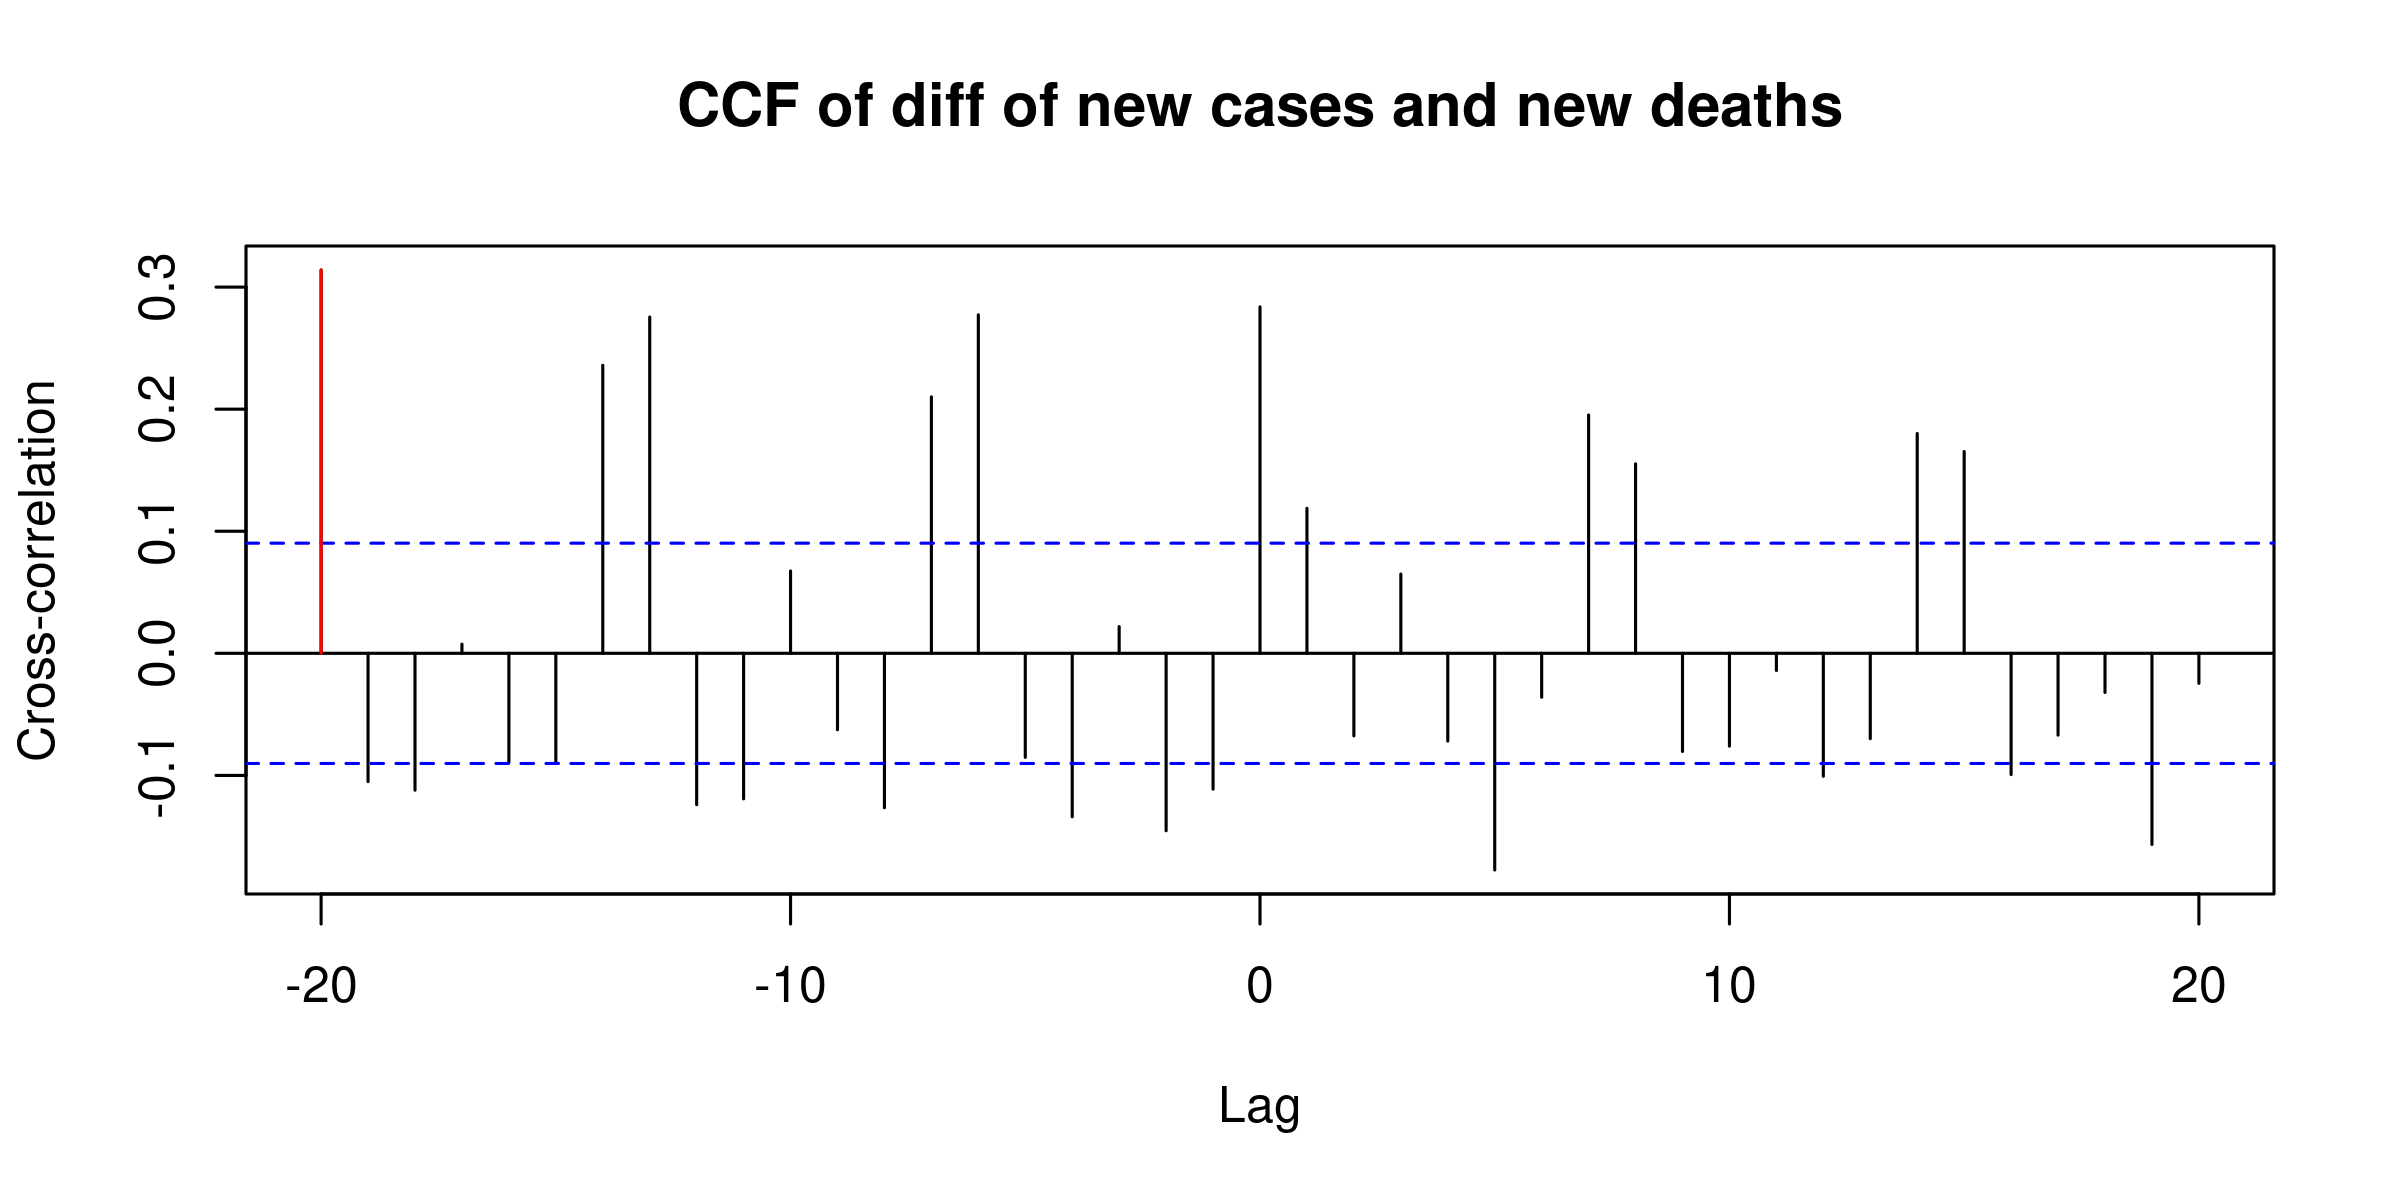 CCF of diff of new cases and new deaths
Cross-correlation
0.3
0.2
0.1
0.0
-0.1
-20 -10 0 10 20
Lag